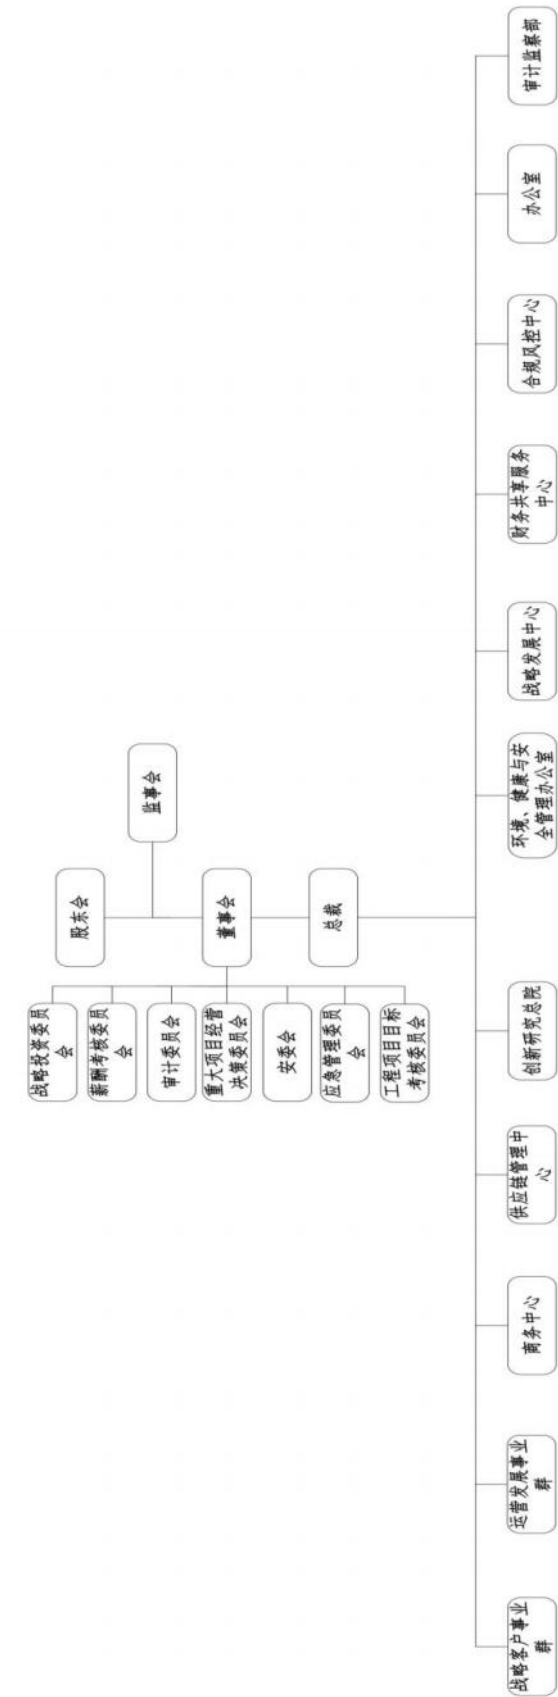 股东会
监事会
董事会
战略投资委员
会
薪酬考核委员
会
审计委员会
重大项目经营
决策委员会
安委会
应急管理委员
会
工程项目目标
考核委员会
总裁
战略客户事业
群
运营发展事业
群
商务中心
供应链管理中
心
创新研究总院
环境、健康与安
全管理办公室
战略发展中心
财务共享服务
中心
合规风控中心
办公室
审计监察部